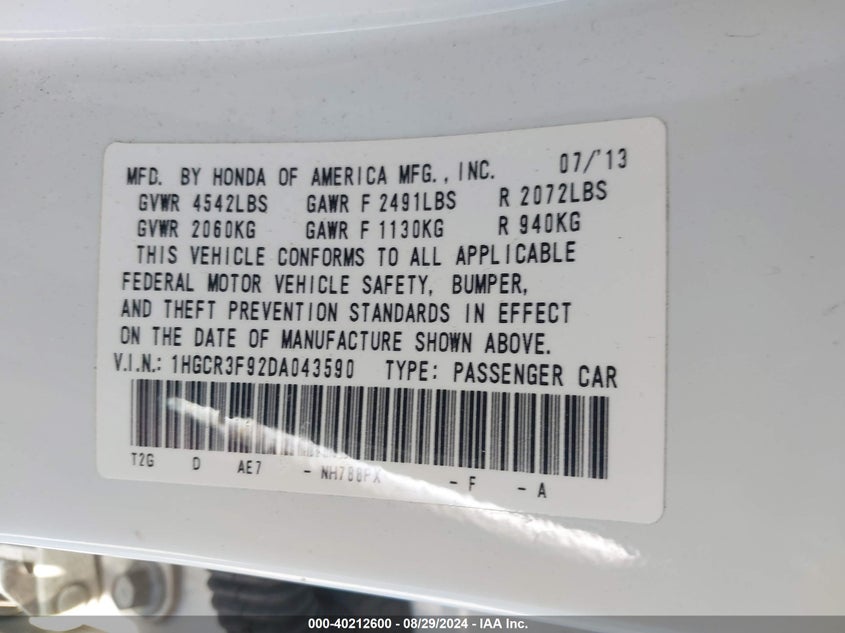 MFD. BY HONDA OF AMERICA MFG., INC. 07/'13
GVWR 4542LBS GAWR F 2491LBS R 2072LBS
GVWR 2060KG GAWR F 1130KG R 940KG
THIS VEHICLE CONFORMS TO ALL APPLICABLE
FEDERAL MOTOR VEHICLE SAFETY, BUMPER,
AND THEFT PREVENTION STANDARDS IN EFFECT
ON THE DATE OF MANUFACTURE SHOWN ABOVE.
V.I.N.: 1HGCR3F92DA043590 TYPE: PASSENGER CAR
T2G D AE7 - NH788PX - F - A
000-40212600 - 08/29/2024 - IAA Inc.